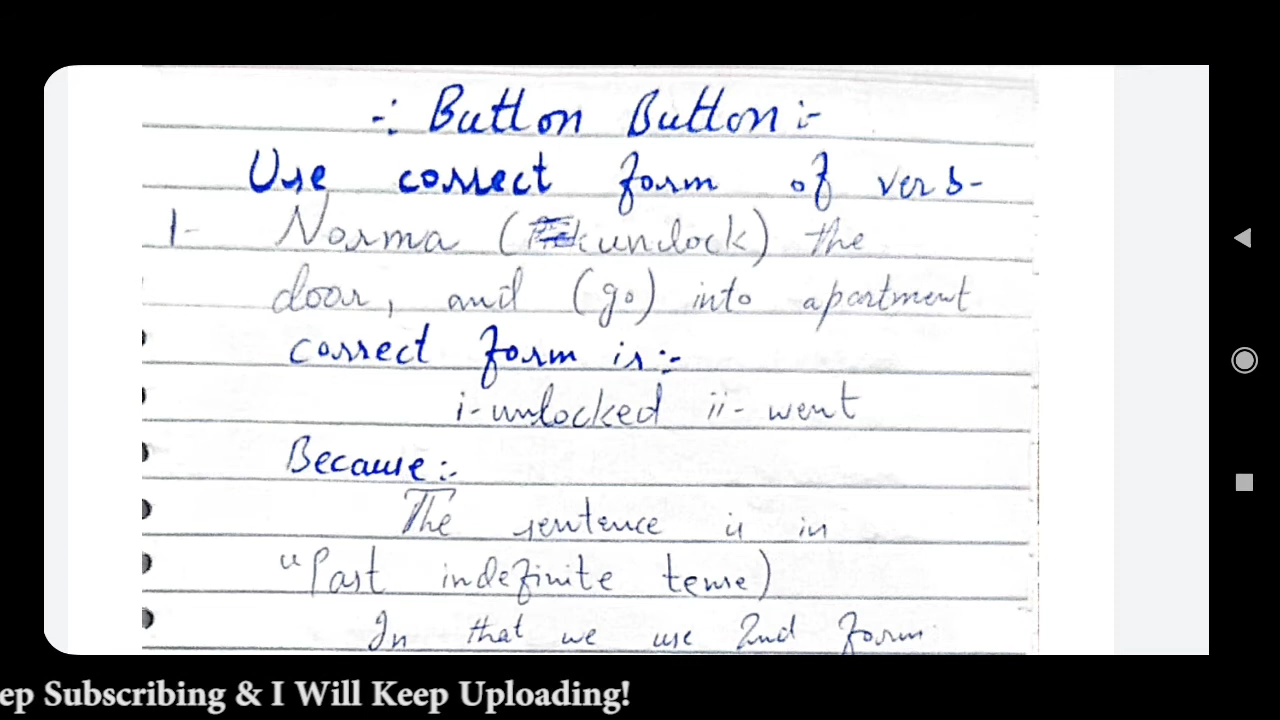 -: Button Button :-
Use correct form of verb-
1- Norma (unlock) the
door, and (go) into apartment
correct form is:-
i- unlocked ii- went
Because:-
The sentence is in
"Past indefinite tense)
In that we use 2nd form
ep Subscribing & I Will Keep Uploading!